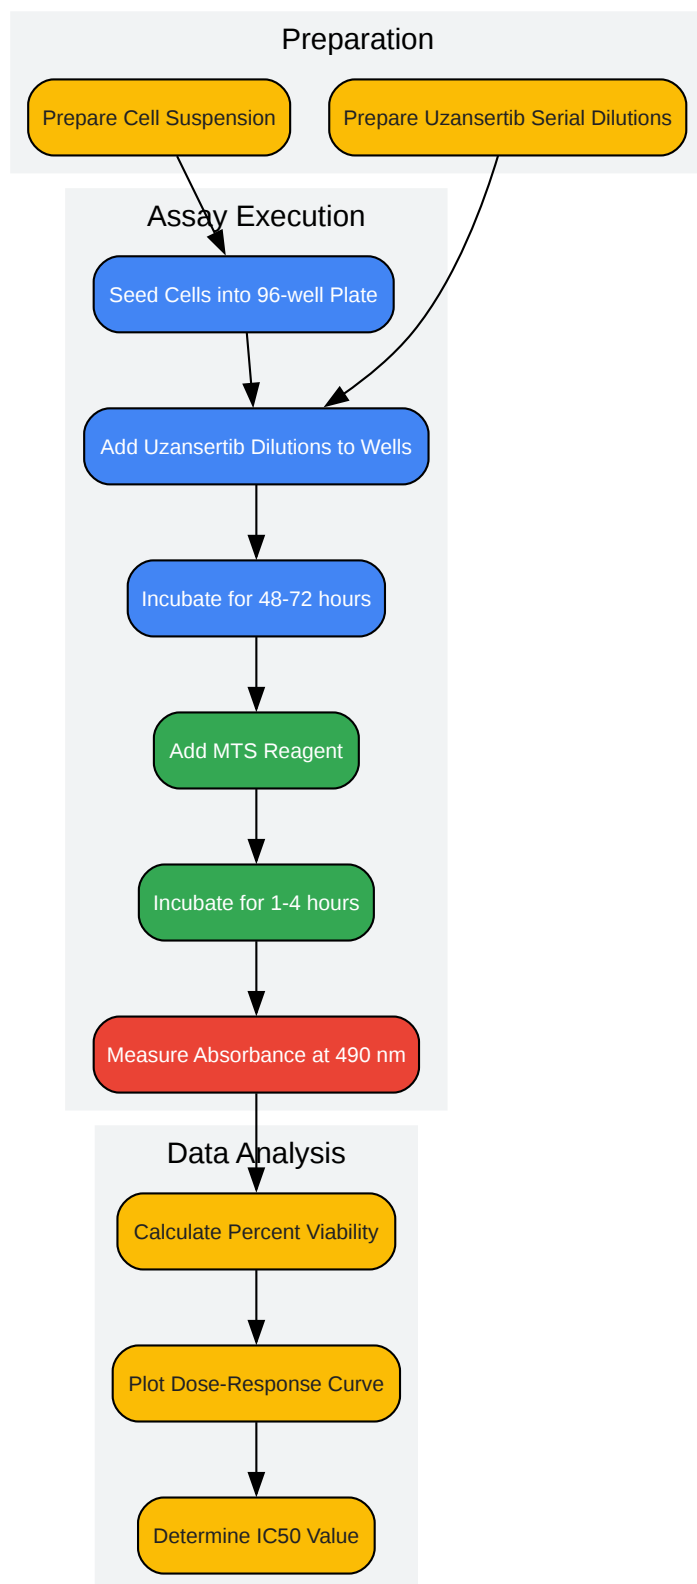 Preparation
Prepare Cell Suspension
Prepare Uzansertib Serial Dilutions
Assay Execution
Seed Cells into 96-well Plate
Add Uzansertib Dilutions to Wells
Incubate for 48-72 hours
Add MTS Reagent
Incubate for 1-4 hours
Measure Absorbance at 490 nm
Data Analysis
Calculate Percent Viability
Plot Dose-Response Curve
Determine IC50 Value